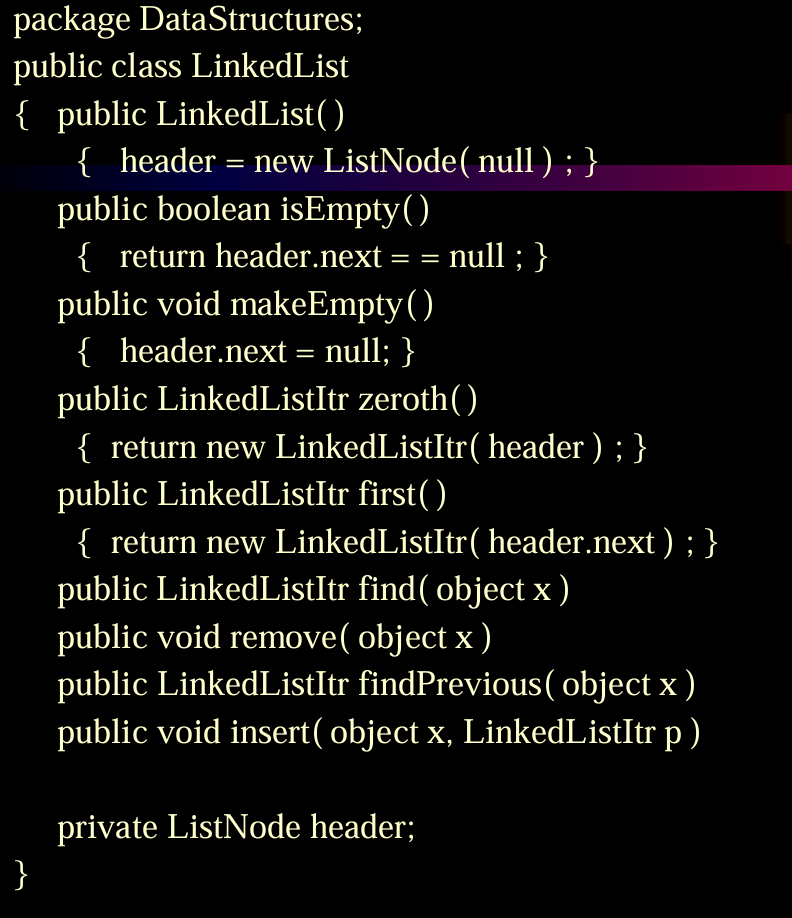 package DataStructures;
public class LinkedList
{ public LinkedList( )
{ header = new ListNode( null ) ; }
public boolean isEmpty( )
{ return header.next = = null ; }
public void makeEmpty( )
{ header.next = null; }
public LinkedListItr zeroth( )
{ return new LinkedListItr( header ) ; }
public LinkedListItr first( )
{ return new LinkedListItr( header.next ) ; }
public LinkedListItr find( object x )
public void remove( object x )
public LinkedListItr findPrevious( object x )
public void insert( object x, LinkedListItr p )
private ListNode header;
}